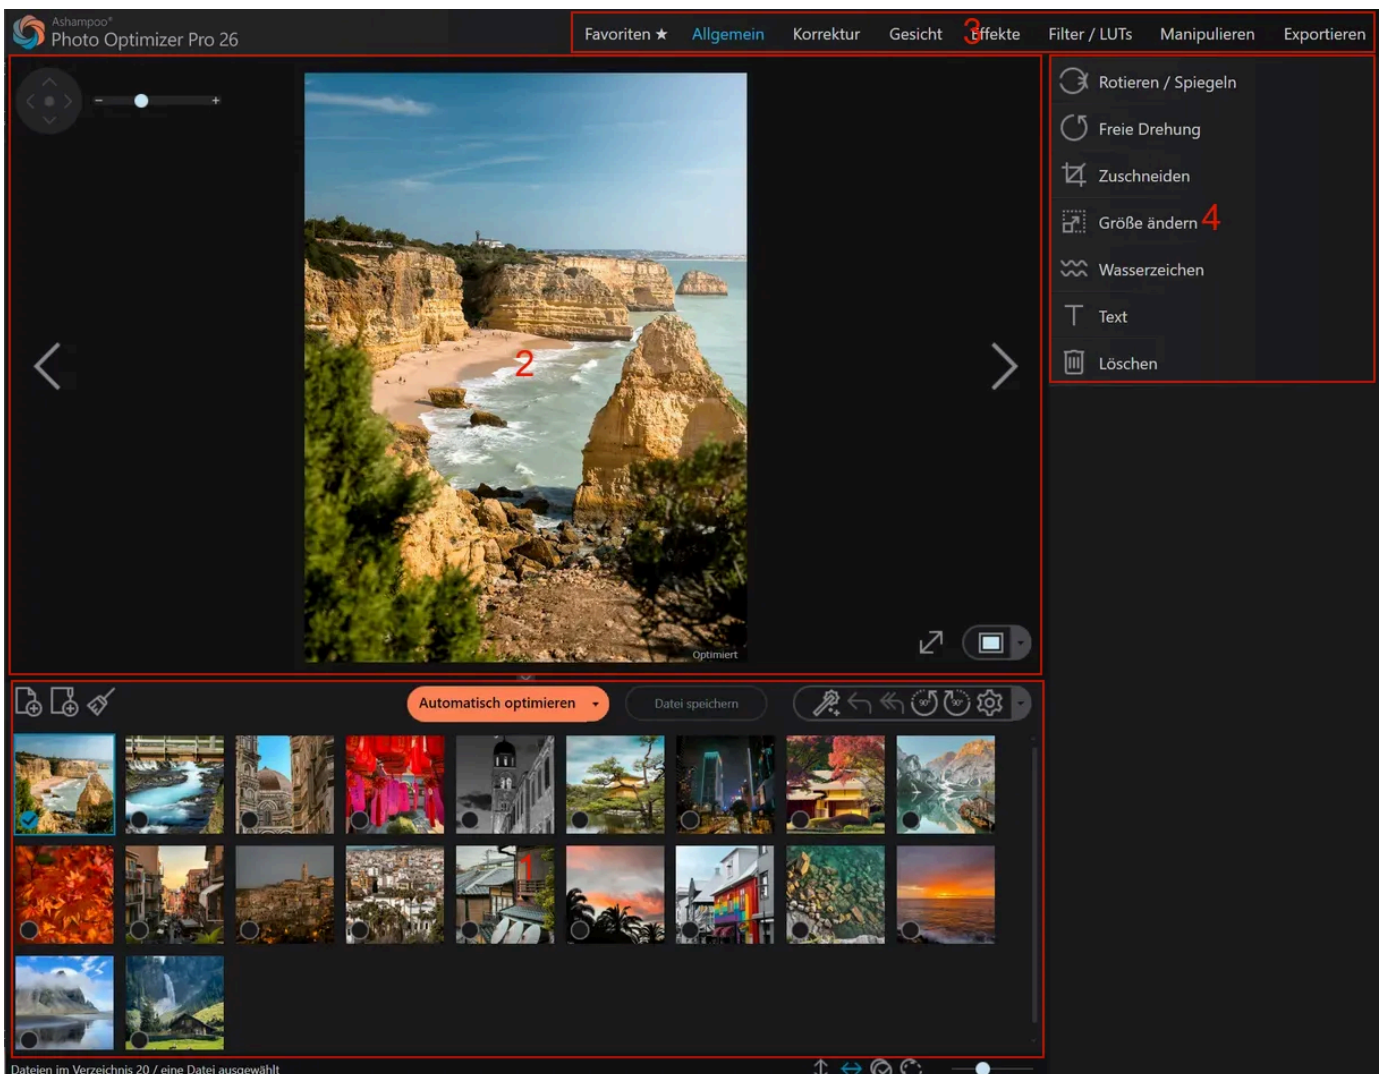 Ashampoo®
Photo Optimizer Pro 26
Favoriten ★ Allgemein Korrektur Gesicht Effekte Filter / LUTs Manipulieren Exportieren
3
Rotieren / Spiegeln
Freie Drehung
Zuschneiden
Größe ändern 4
Wasserzeichen
Text
Löschen
2
Optimiert
Automatisch optimieren
Datei speichern
90° 90°
1
Dateien im Verzeichnis 20 / eine Datei ausgewählt